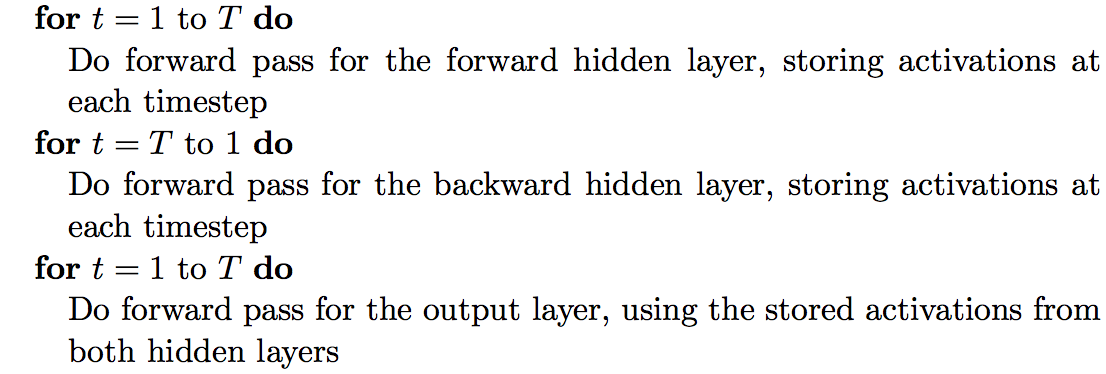 for t = 1 to T do
Do forward pass for the forward hidden layer, storing activations at
each timestep
for t = T to 1 do
Do forward pass for the backward hidden layer, storing activations at
each timestep
for t = 1 to T do
Do forward pass for the output layer, using the stored activations from
both hidden layers